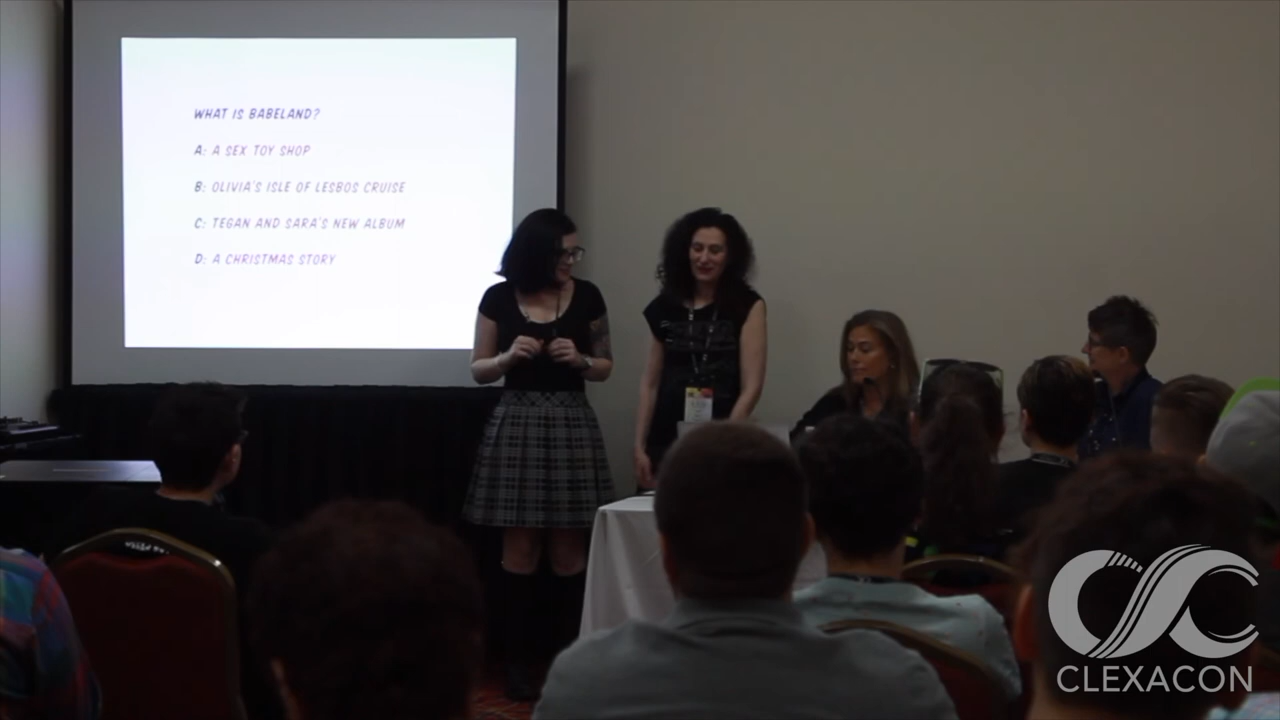 WHAT IS BABELAND?
A: A SEX TOY SHOP
B: OLIVIA'S ISLE OF LESBOS CRUISE
C: TEGAN AND SARA'S NEW ALBUM
D: A CHRISTMAS STORY
CLEXACON